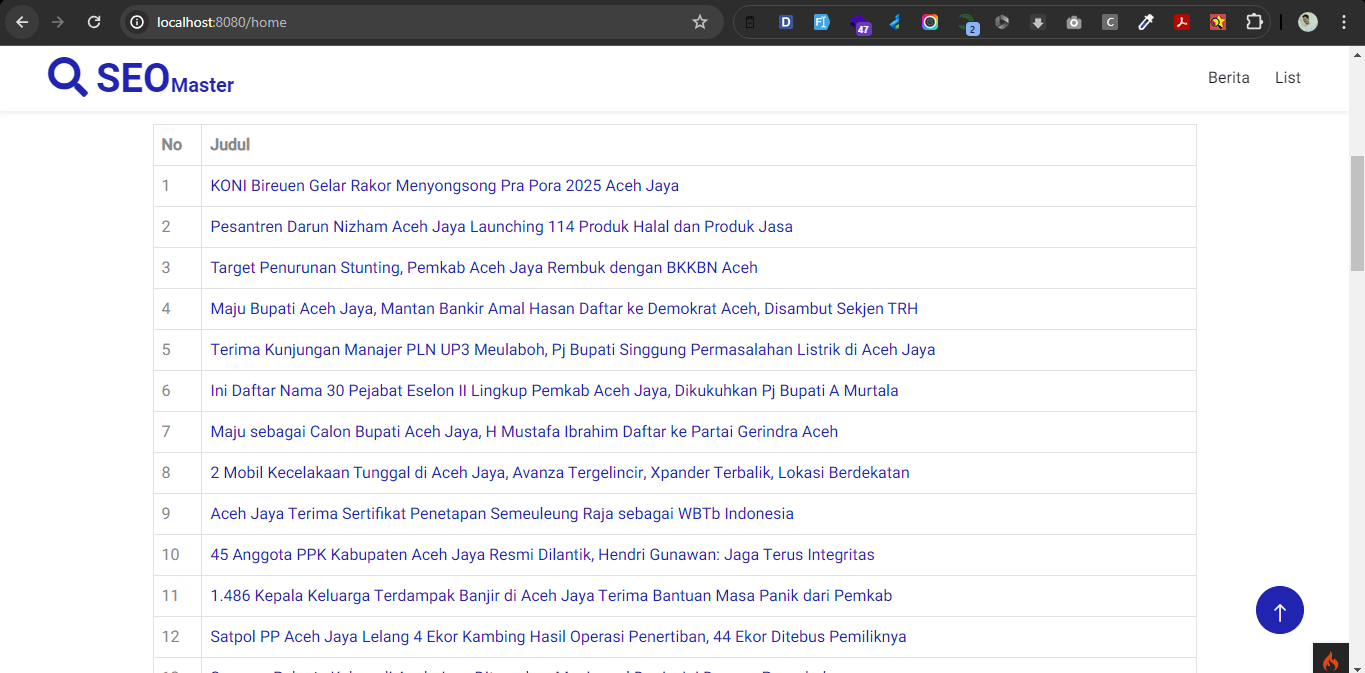 localhost:8080/home
SEOMaster
Berita List
No Judul
1 KONI Bireuen Gelar Rakor Menyongsong Pra Pora 2025 Aceh Jaya
2 Pesantren Darun Nizham Aceh Jaya Launching 114 Produk Halal dan Produk Jasa
3 Target Penurunan Stunting, Pemkab Aceh Jaya Rembuk dengan BKKBN Aceh
4 Maju Bupati Aceh Jaya, Mantan Bankir Amal Hasan Daftar ke Demokrat Aceh, Disambut Sekjen TRH
5 Terima Kunjungan Manajer PLN UP3 Meulaboh, Pj Bupati Singgung Permasalahan Listrik di Aceh Jaya
6 Ini Daftar Nama 30 Pejabat Eselon II Lingkup Pemkab Aceh Jaya, Dikukuhkan Pj Bupati A Murtala
7 Maju sebagai Calon Bupati Aceh Jaya, H Mustafa Ibrahim Daftar ke Partai Gerindra Aceh
8 2 Mobil Kecelakaan Tunggal di Aceh Jaya, Avanza Tergelincir, Xpander Terbalik, Lokasi Berdekatan
9 Aceh Jaya Terima Sertifikat Penetapan Semeuleung Raja sebagai WBTb Indonesia
10 45 Anggota PPK Kabupaten Aceh Jaya Resmi Dilantik, Hendri Gunawan: Jaga Terus Integritas
11 1.486 Kepala Keluarga Terdampak Banjir di Aceh Jaya Terima Bantuan Masa Panik dari Pemkab
12 Satpol PP Aceh Jaya Lelang 4 Ekor Kambing Hasil Operasi Penertiban, 44 Ekor Ditebus Pemiliknya